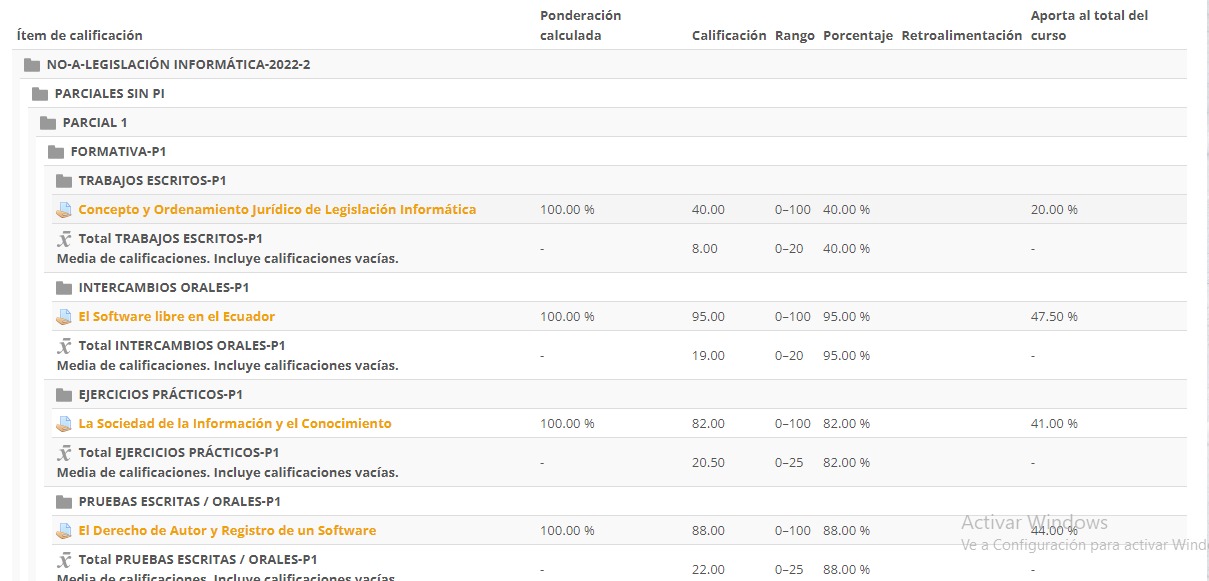 Ponderación
Aporta al total del
Ítem de calificación calculada Calificación Rango Porcentaje Retroalimentación curso
NO-A-LEGISLACIÓN INFORMÁTICA-2022-2
PARCIALES SIN PI
PARCIAL 1
FORMATIVA-P1
TRABAJOS ESCRITOS-P1
Concepto y Ordenamiento Jurídico de Legislación Informática 100.00 % 40.00 0–100 40.00 % 20.00 %
Total TRABAJOS ESCRITOS-P1
- 8.00 0–20 40.00 % -
Media de calificaciones. Incluye calificaciones vacías.
INTERCAMBIOS ORALES-P1
El Software libre en el Ecuador 100.00 % 95.00 0–100 95.00 % 47.50 %
Total INTERCAMBIOS ORALES-P1
- 19.00 0–20 95.00 % -
Media de calificaciones. Incluye calificaciones vacías.
EJERCICIOS PRÁCTICOS-P1
La Sociedad de la Información y el Conocimiento 100.00 % 82.00 0–100 82.00 % 41.00 %
Total EJERCICIOS PRÁCTICOS-P1
- 20.50 0–25 82.00 % -
Media de calificaciones. Incluye calificaciones vacías.
PRUEBAS ESCRITAS / ORALES-P1
Activar Windows
El Derecho de Autor y Registro de un Software 100.00 % 88.00 0–100 88.00 % 44.00 %
Ve a Configuración para activar Wind
Total PRUEBAS ESCRITAS / ORALES-P1
- 22.00 0–25 88.00 % -
Media de calificaciones. Incluye calificaciones vacías.